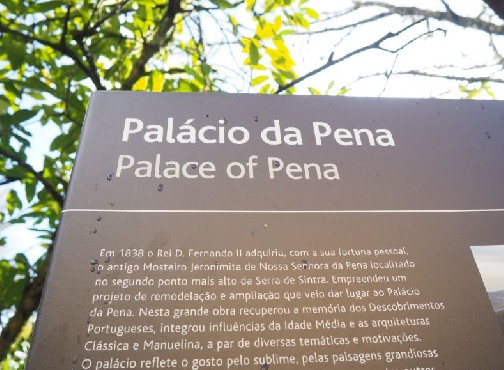 Palácio da Pena
Palace of Pena
Em 1838 o Rei D. Fernando II adquiriu, com a sua fortuna pessoal,
o antigo Mosteiro Jeronimita de Nossa Senhora da Pena localizado
no segundo ponto mais alto da Serra de Sintra. Empreendeu um
projeto de remodelação e ampliação que veio dar lugar ao Palácio
da Pena. Nesta grande obra recuperou a memória dos Descobrimentos
Portugueses, integrou influências da Idade Média e as arquiteturas
Clássica e Manuelina, a par de diversas temáticas e motivações.
O palácio reflete o gosto pelo sublime, pelas paisagens grandiosas